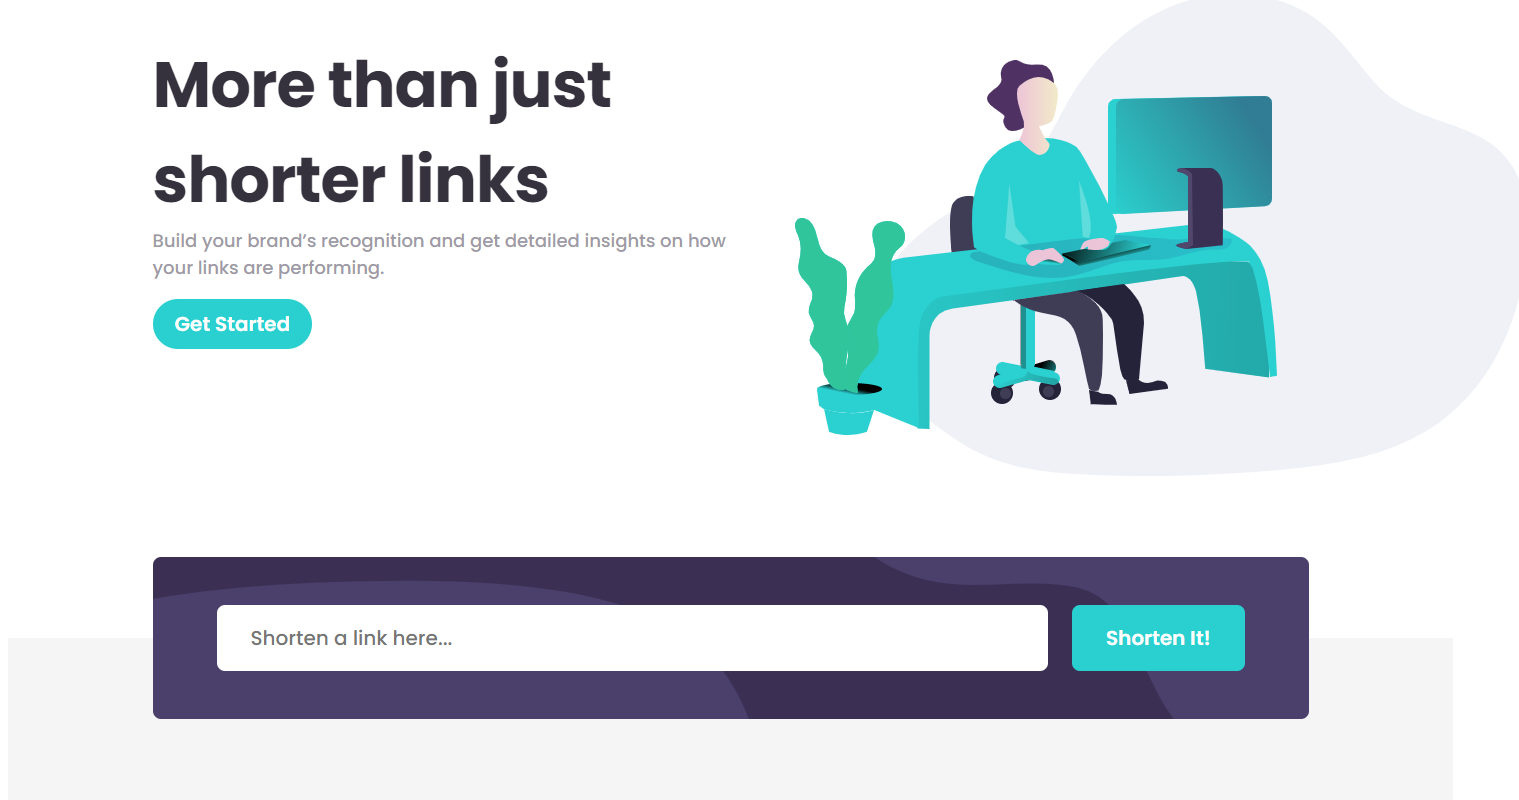 More than just
shorter links
Build your brand’s recognition and get detailed insights on how
your links are performing.
Get Started
Shorten a link here...
Shorten It!